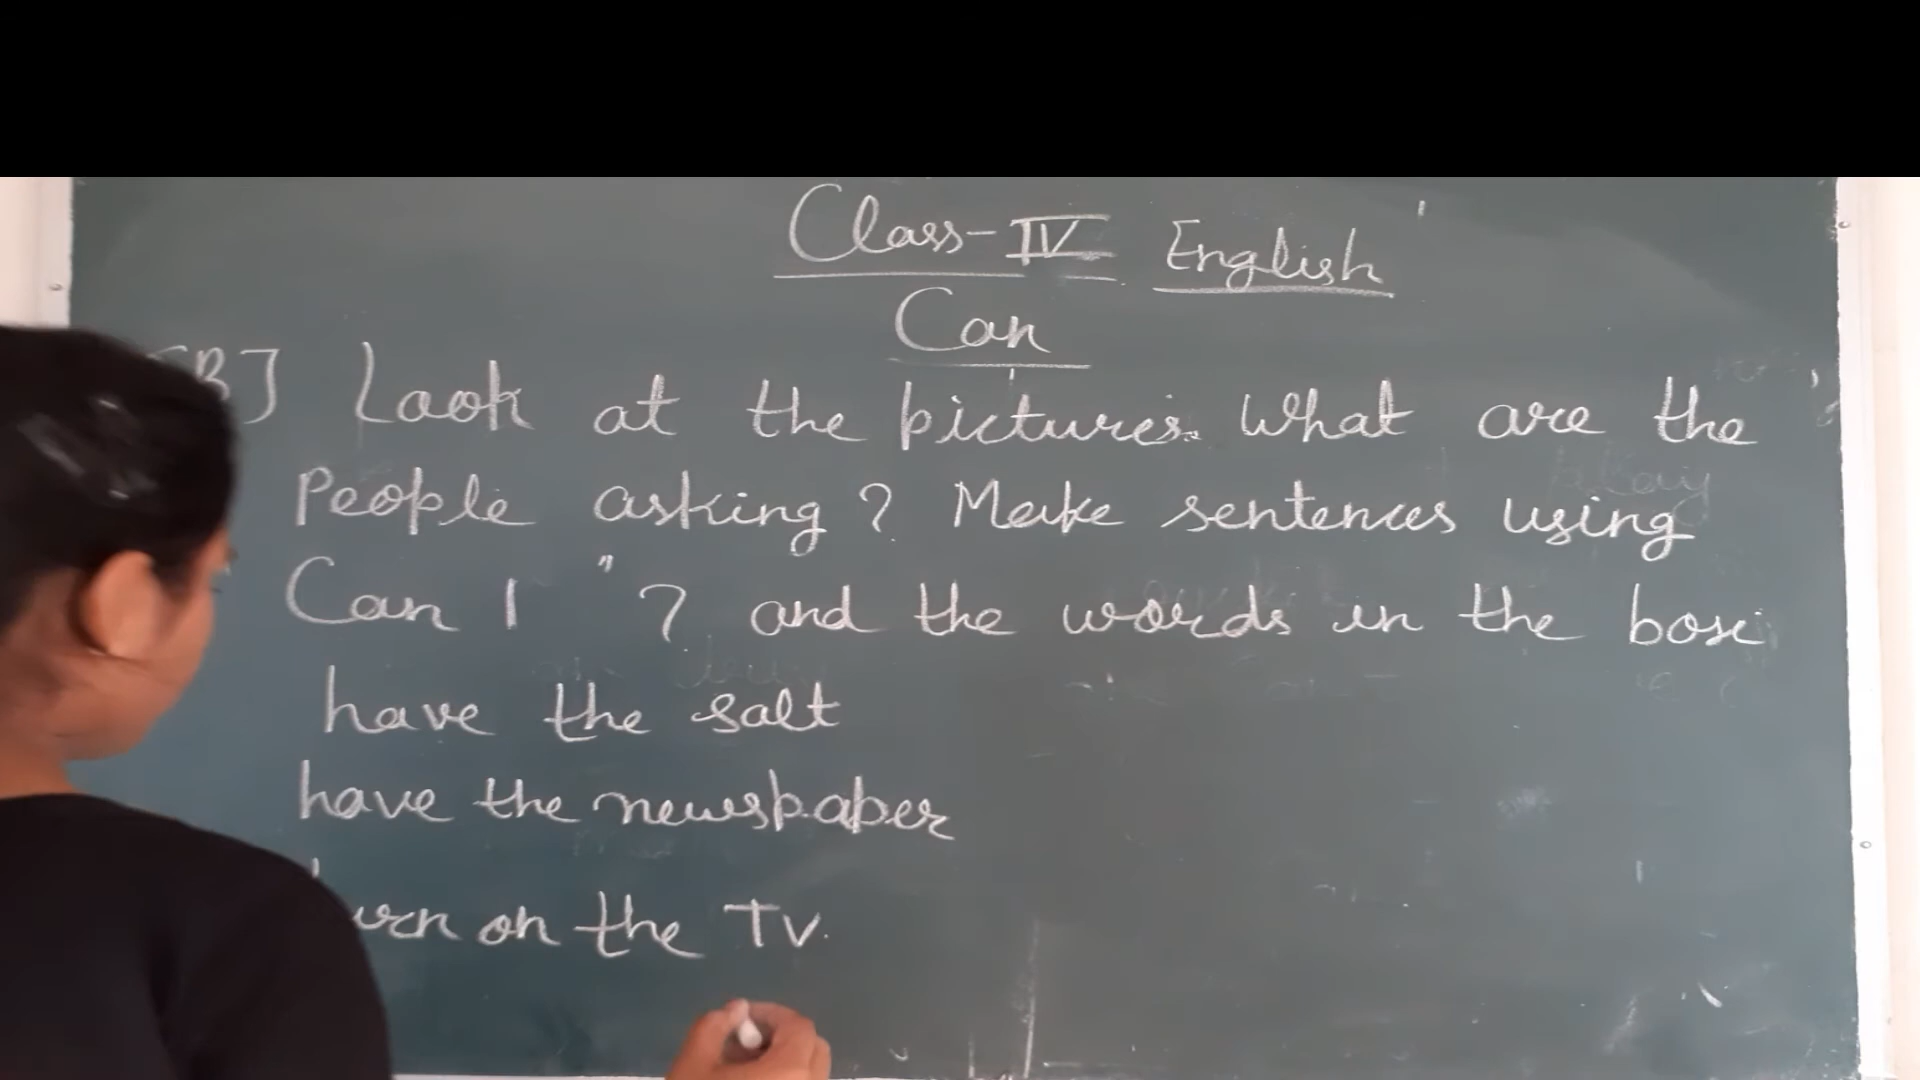 Class-IV English
Can
[B] Look at the pictures. What are the
People asking? Make sentences using
Can I " ? and the words in the box
have the salt
have the newspaper
turn on the TV.